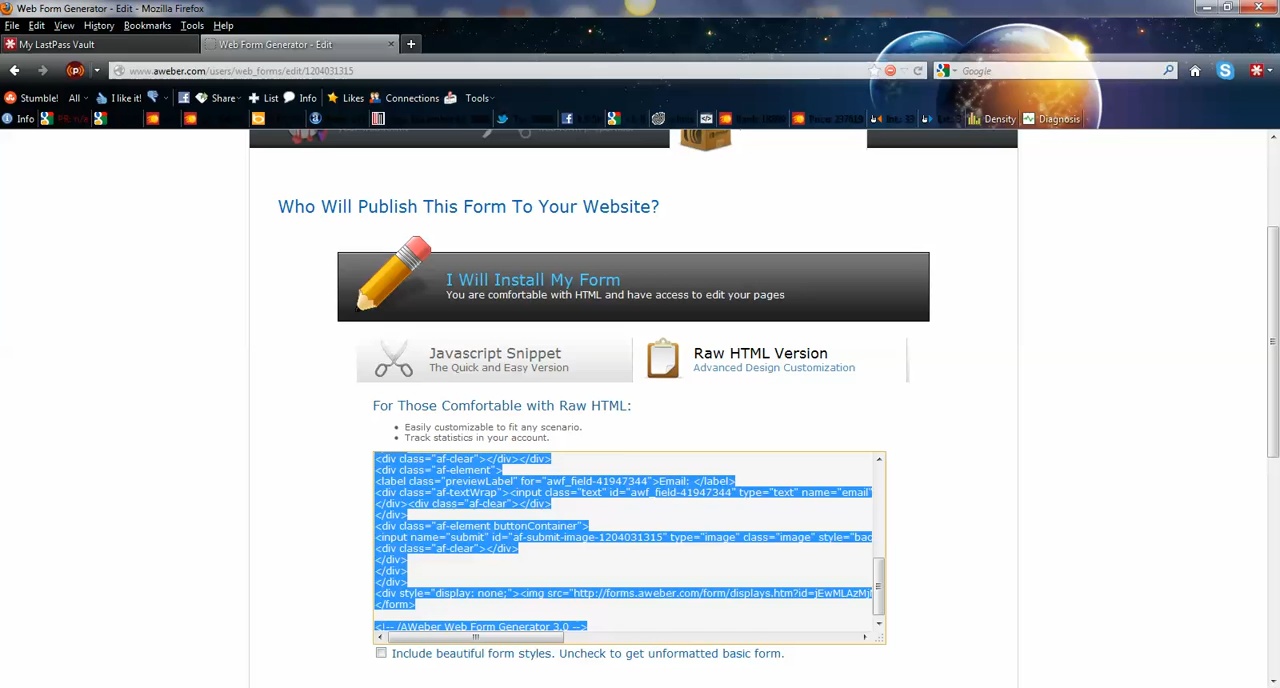 Web Form Generator - Edit - Mozilla Firefox
File Edit View History Bookmarks Tools Help
My LastPass Vault
Web Form Generator - Edit
www.aweber.com/users/web_forms/edit/1204031315
Google
Stumble! All I like it! Share List Info Likes Connections Tools
Info
Density Diagnosis
Who Will Publish This Form To Your Website?
I Will Install My Form
You are comfortable with HTML and have access to edit your pages
Javascript Snippet
The Quick and Easy Version
Raw HTML Version
Advanced Design Customization
For Those Comfortable with Raw HTML:
Easily customizable to fit any scenario.
Track statistics in your account.
<div class="af-clear"></div></div>
<div class="af-element">
<label class="previewLabel" for="awf_field-41947344">Email: </label>
<div class="af-textWrap"><input class="text" id="awf_field-41947344" type="text" name="email"
</div><div class="af-clear"></div>
</div>
<div class="af-element buttonContainer">
<input name="submit" id="af-submit-image-1204031315" type="image" class="image" style="bac
<div class="af-clear"></div>
</div>
</div>
</div>
<div style="display: none;"><img src="http://forms.aweber.com/form/displays.htm?id=jEwMLAzMj
</form>
<!-- /AWeber Web Form Generator 3.0 -->
Include beautiful form styles. Uncheck to get unformatted basic form.